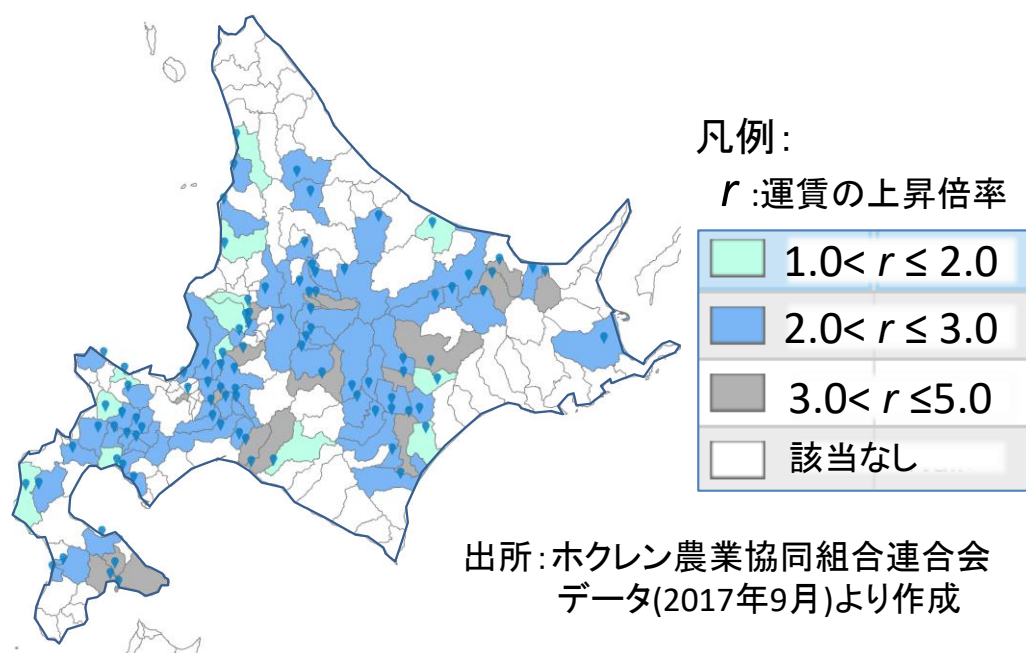 凡例：
r：運賃の上昇倍率
1.0< r ≤ 2.0
2.0< r ≤ 3.0
3.0< r ≤5.0
該当なし
出所：ホクレン農業協同組合連合会
データ(2017年9月)より作成